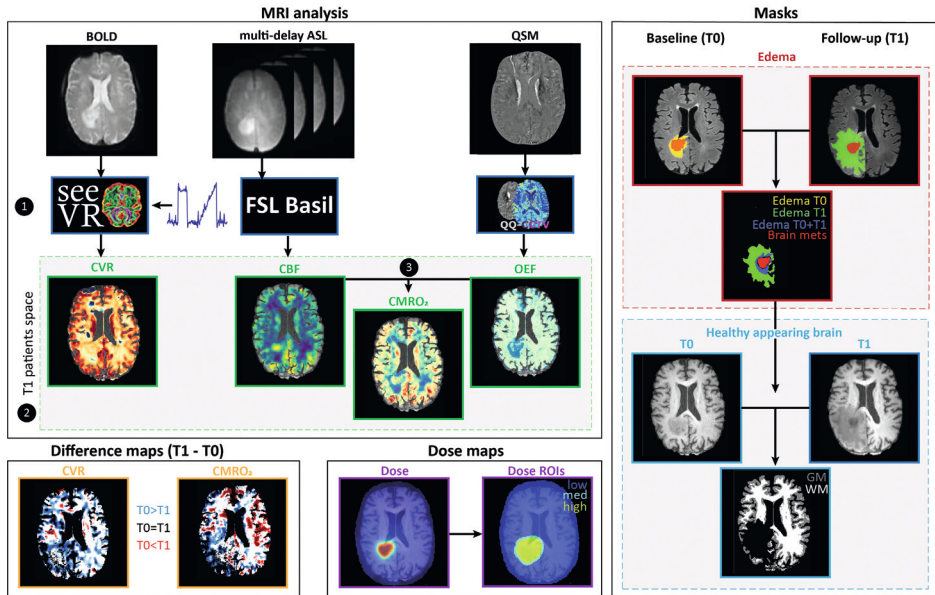 MRI analysis
BOLD
multi-delay ASL
QSM
1
see
VR
FSL Basil
CVR
CBF
3
OEF
CMRO₂
T1 patients space
2
Difference maps (T1 - T0)
CVR
CMRO₂
T0>T1
T0=T1
T0<T1
Dose maps
Dose
Dose ROIs
low
med
high
Masks
Baseline (T0)
Follow-up (T1)
Edema
Edema T0
Edema T1
Edema T0+T1
Brain mets
Healthy appearing brain
T0
T1
GM
WM